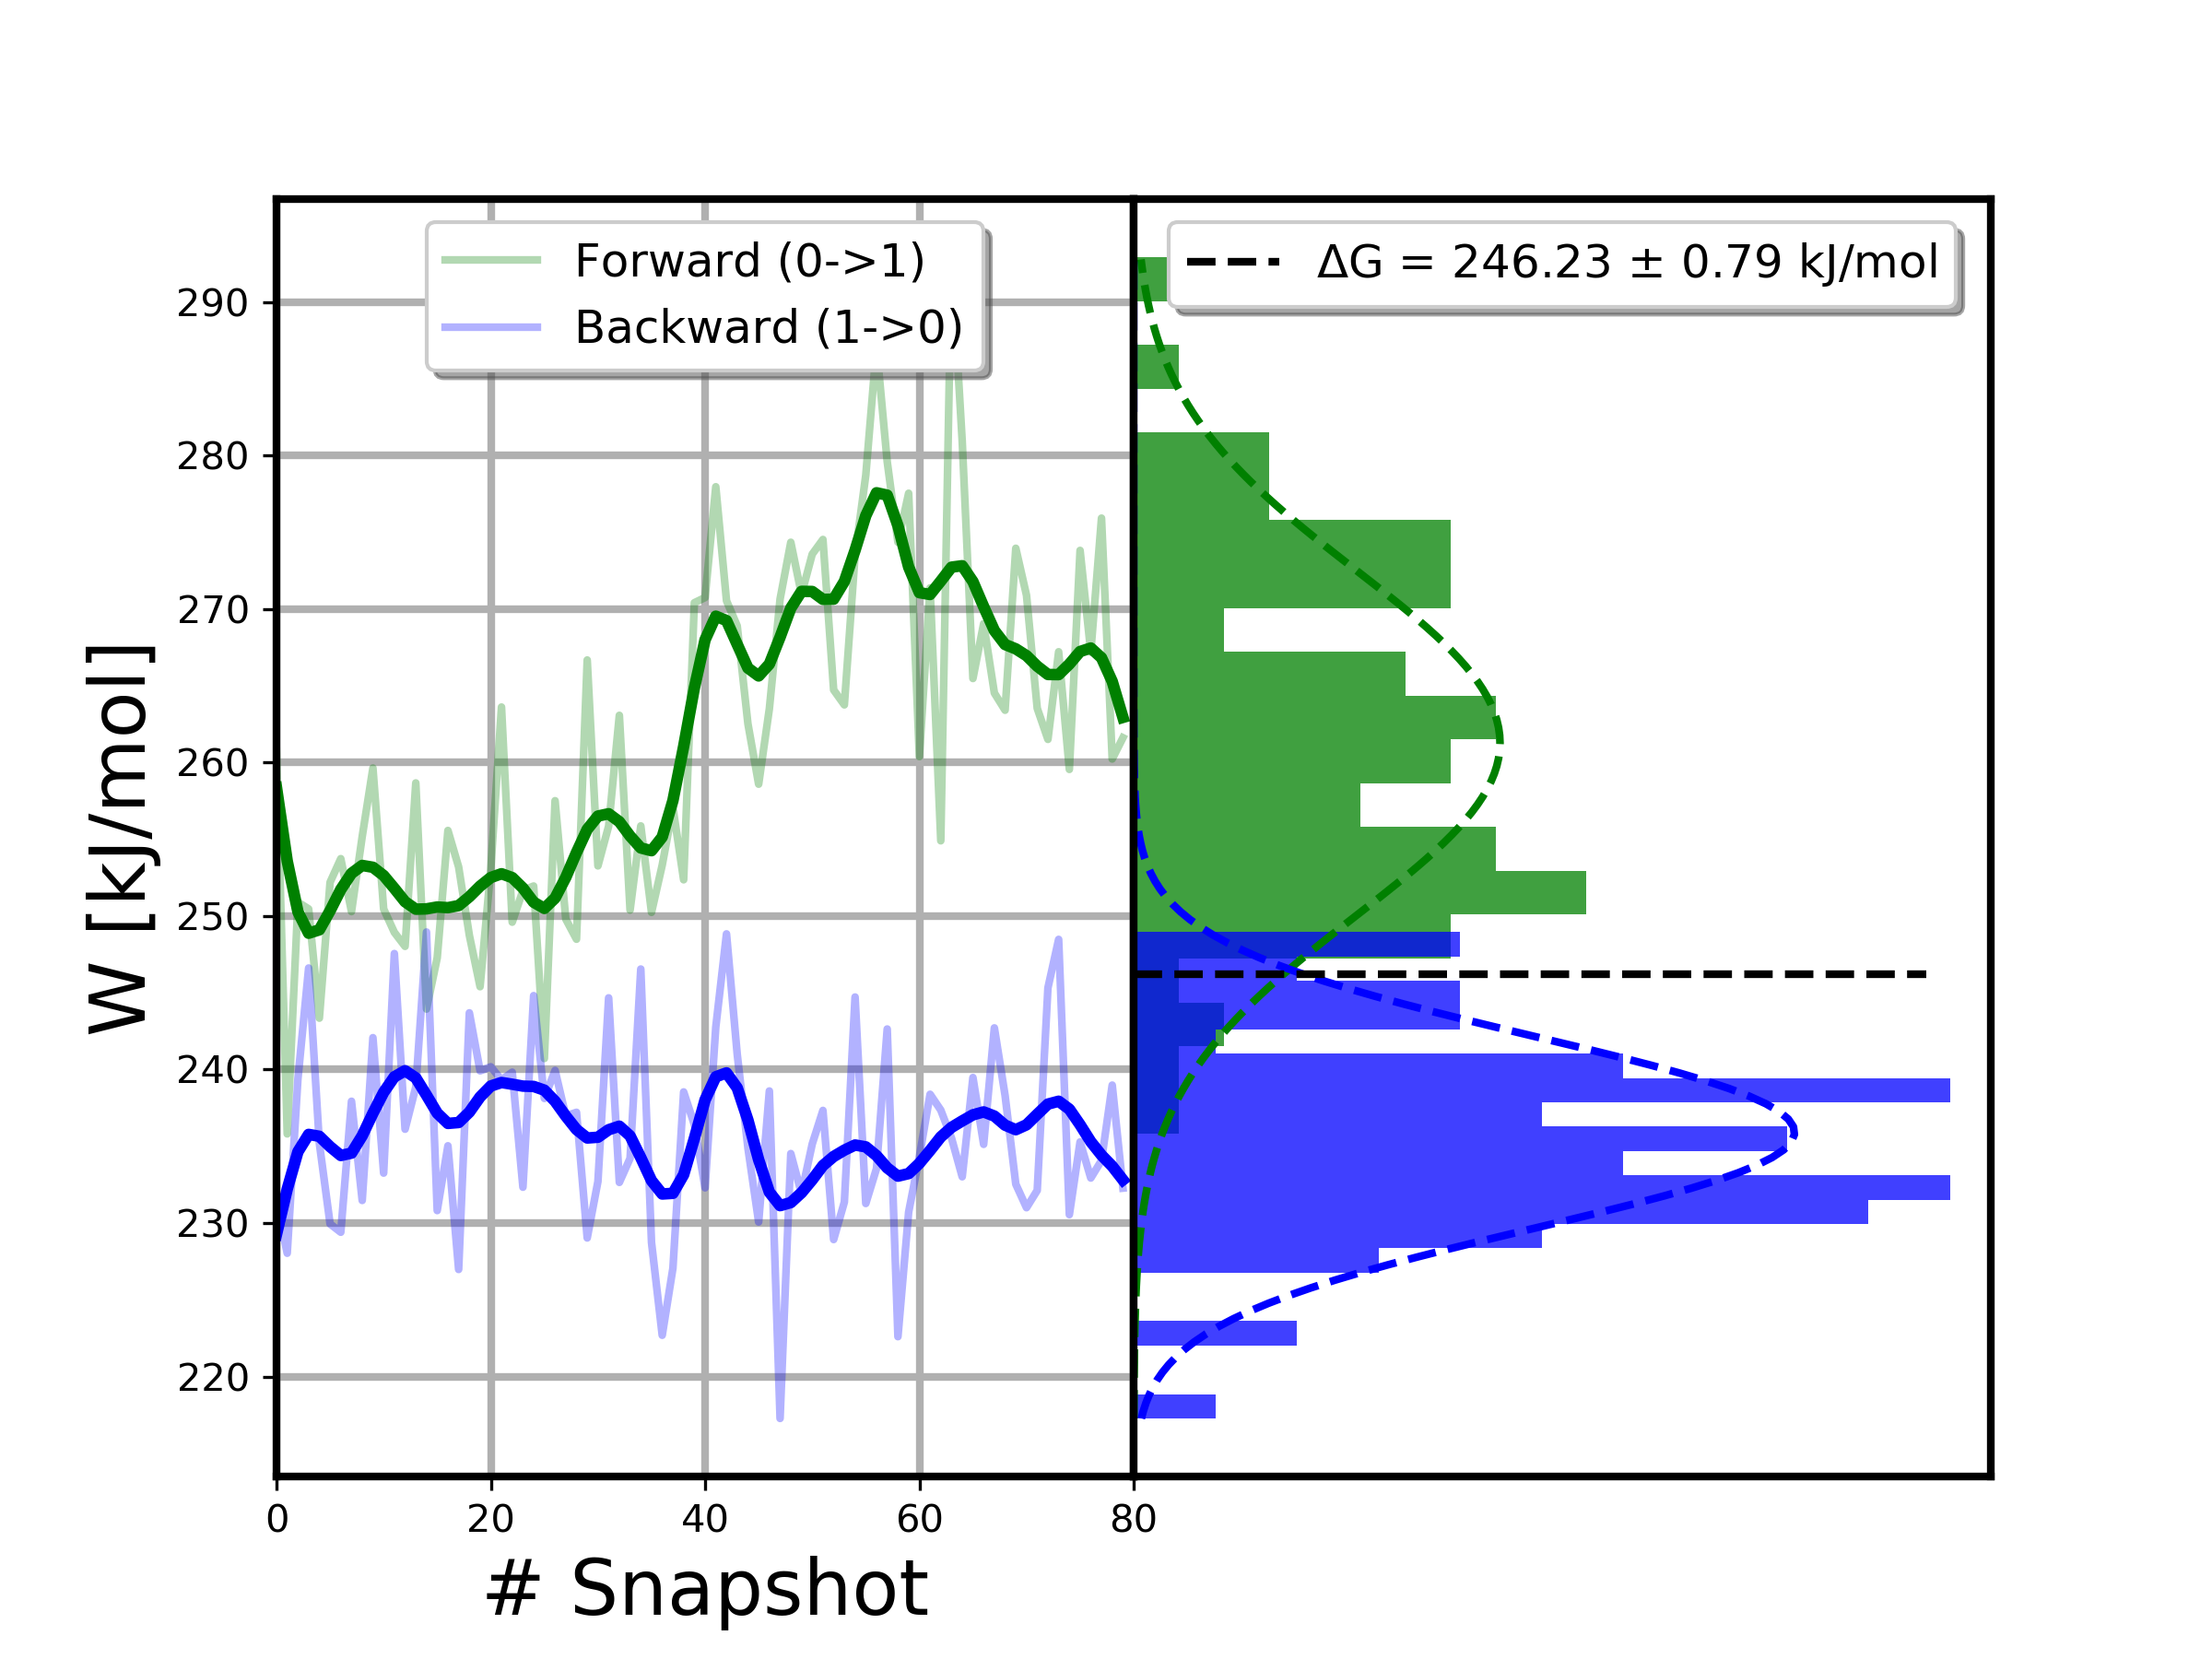 Forward (0->1)
Backward (1->0)
ΔG = 246.23 ± 0.79 kJ/mol
290
280
270
260
250
240
230
220
W [kJ/mol]
0 20 40 60 80
# Snapshot